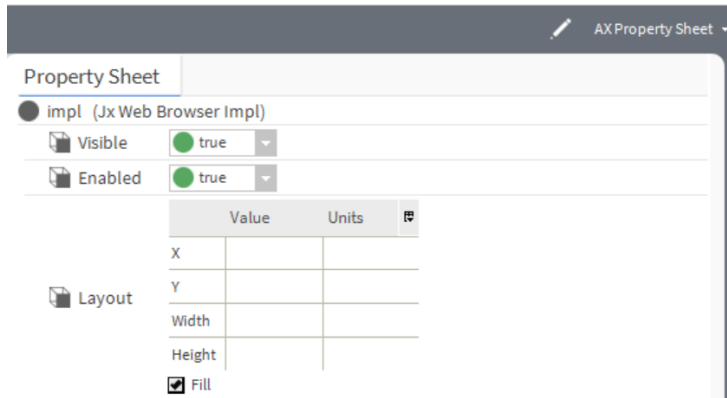 AX Property Sheet
Property Sheet
impl (Jx Web Browser Impl)
Visible true
Enabled true
Value Units
X
Y
Layout
Width
Height
Fill